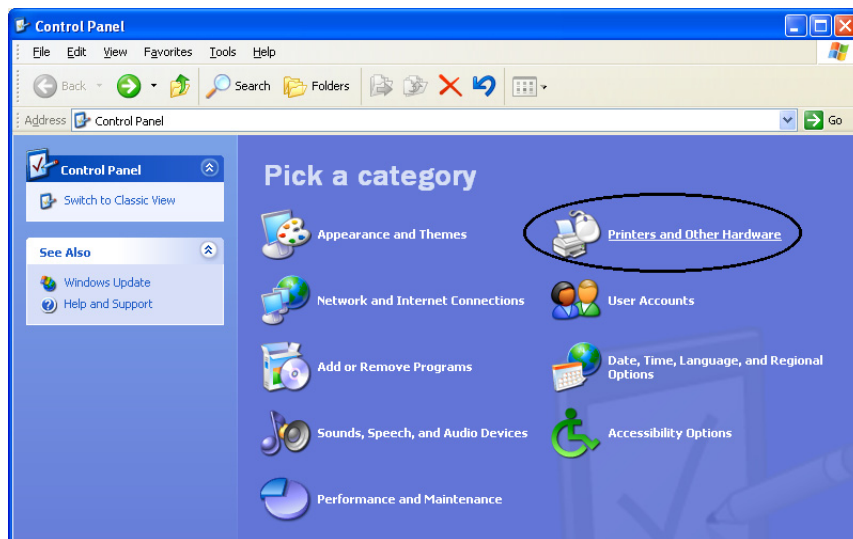 Control Panel
File Edit View Favorites Tools Help
Back Search Folders
Address Control Panel Go
Control Panel
Switch to Classic View
See Also
Windows Update
Help and Support
Pick a category
Appearance and Themes
Printers and Other Hardware
Network and Internet Connections
User Accounts
Add or Remove Programs
Date, Time, Language, and Regional
Options
Sounds, Speech, and Audio Devices
Accessibility Options
Performance and Maintenance